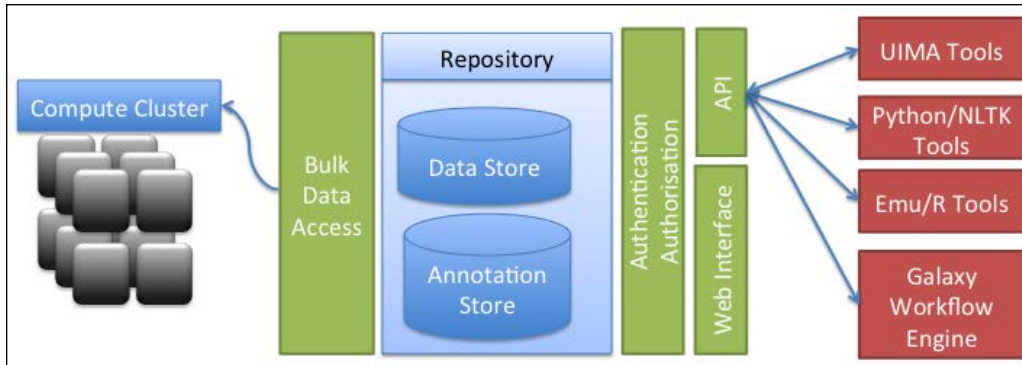 Compute Cluster
Bulk
Data
Access
Repository
Data Store
Annotation
Store
Authentication
Authorisation
API
Web Interface
UIMA Tools
Python/NLTK
Tools
Emu/R Tools
Galaxy
Workflow
Engine